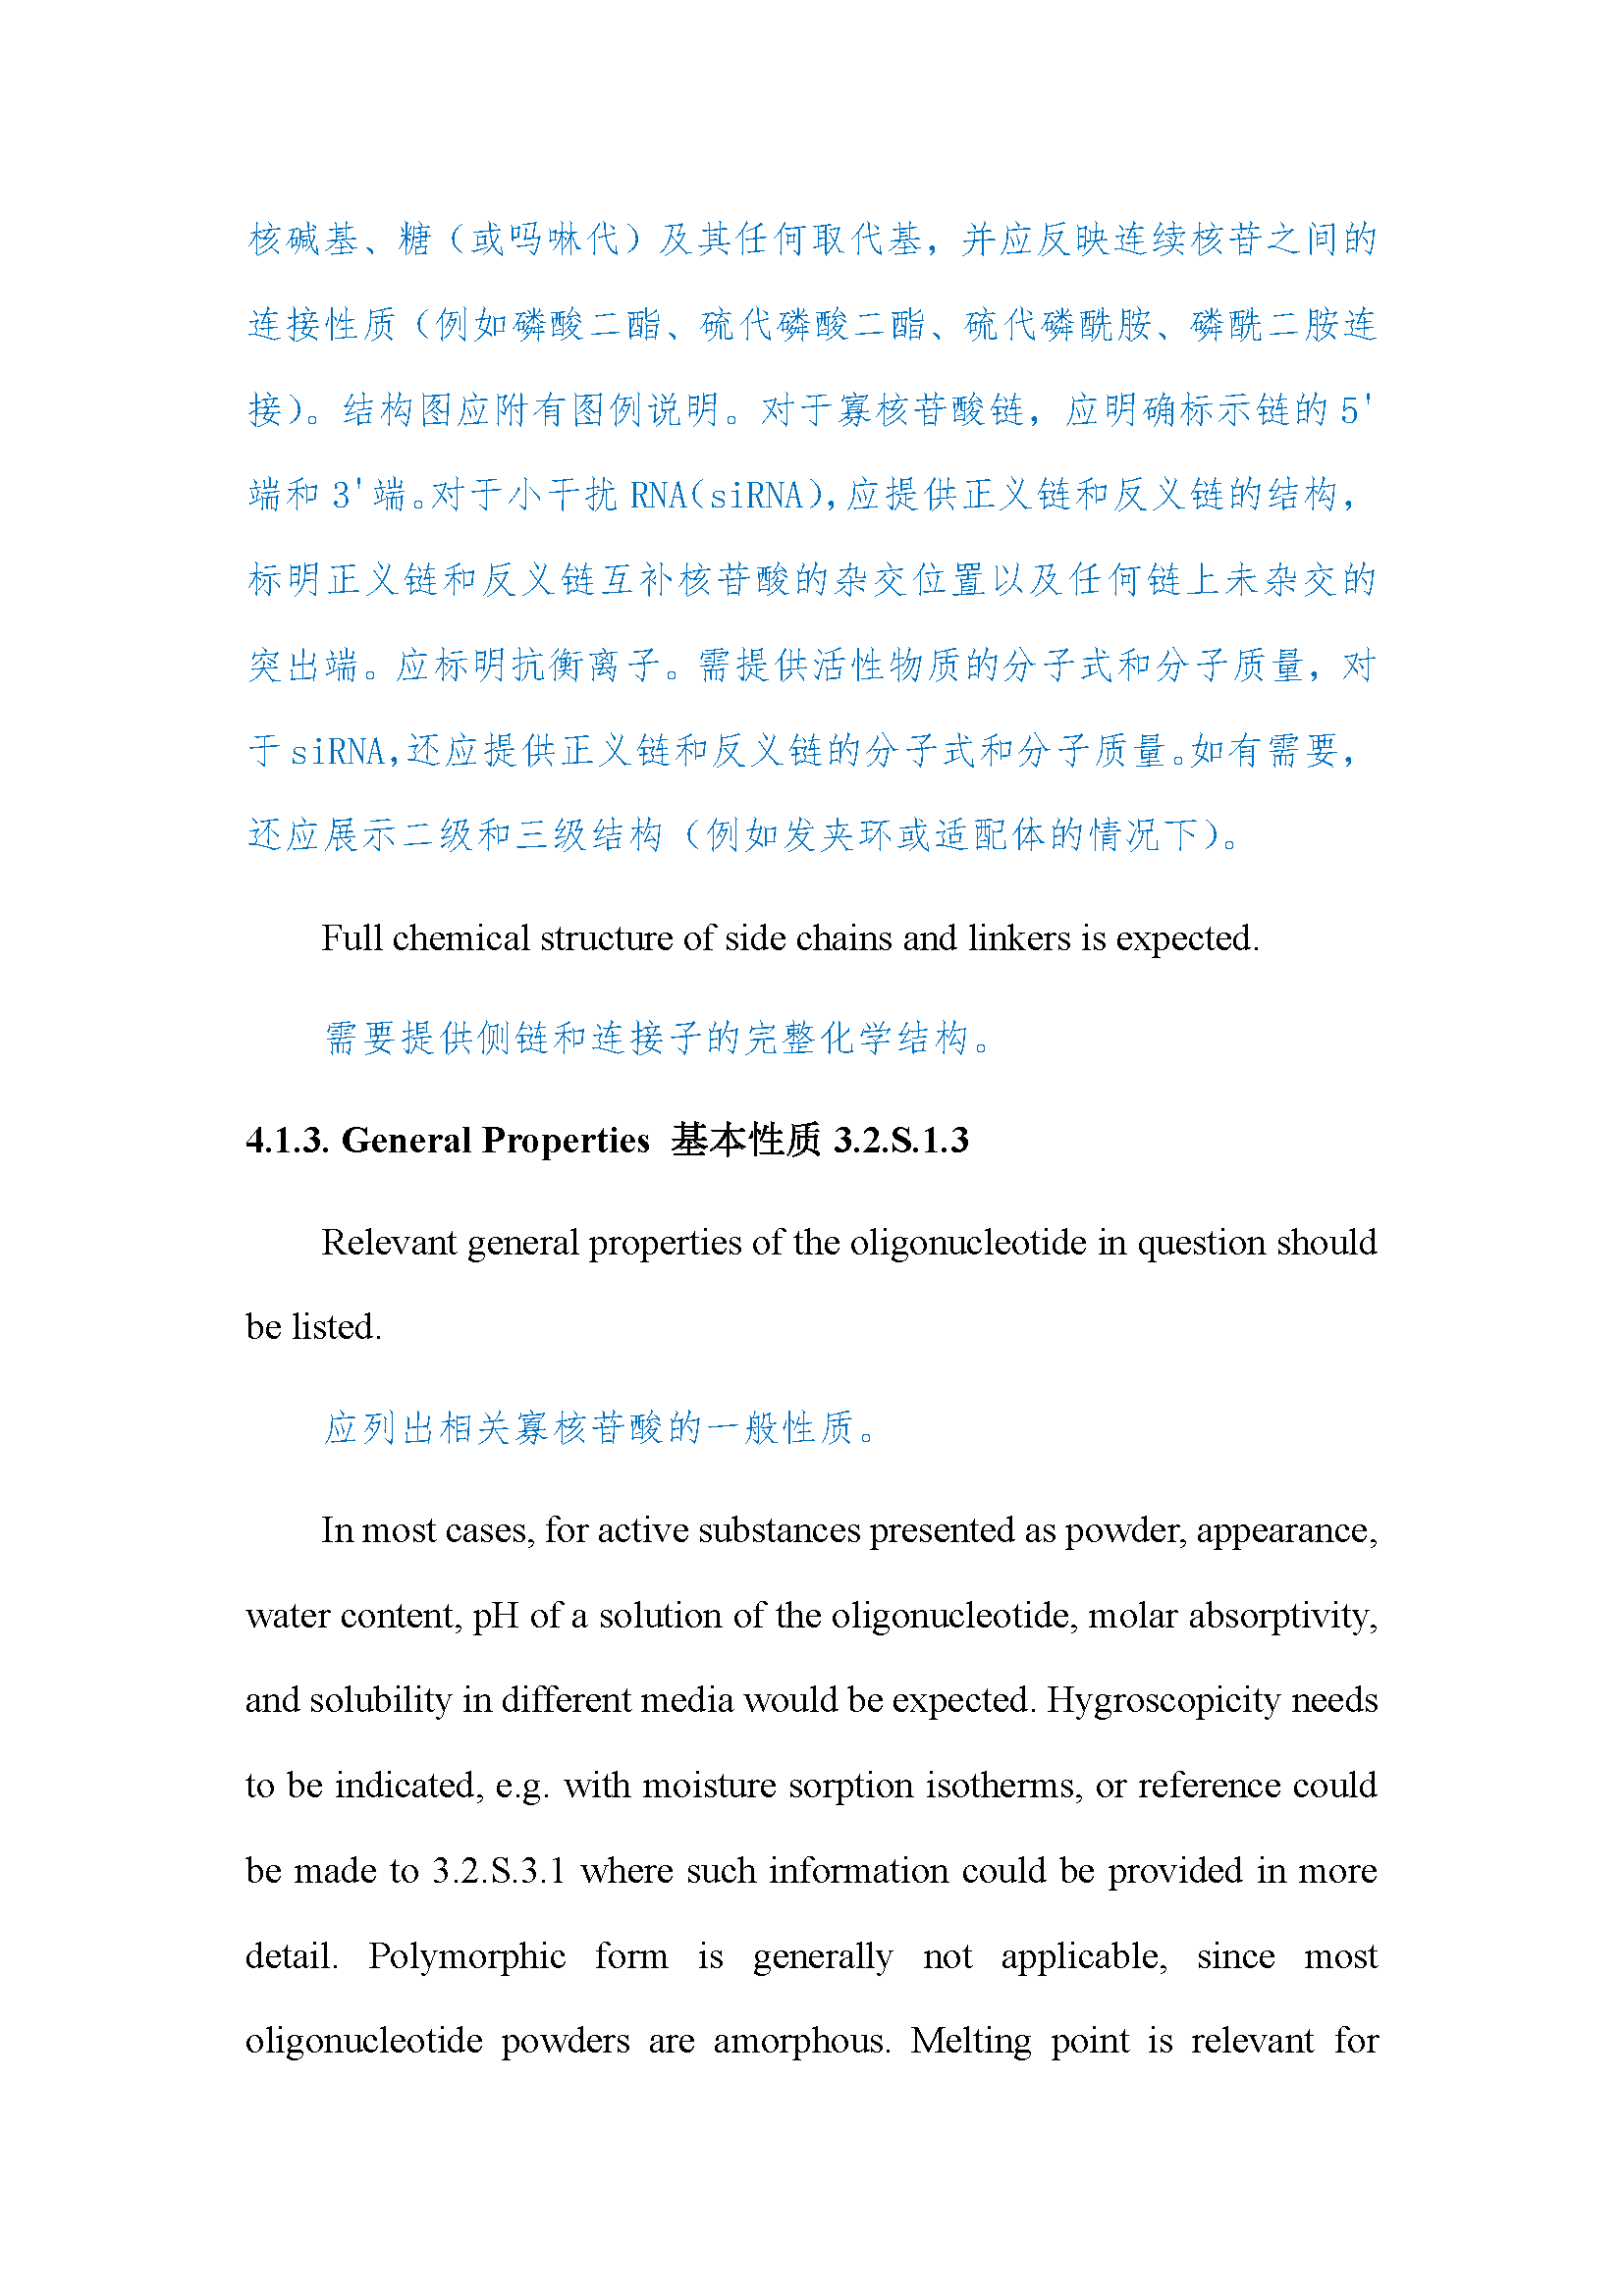 核碱基、糖（或吗啉代）及其任何取代基，并应反映连续核苷之间的
连接性质（例如磷酸二酯、硫代磷酸二酯、硫代磷酰胺、磷酰二胺连
接）。结构图应附有图例说明。对于寡核苷酸链，应明确标示链的 5'
端和 3'端。对于小干扰 RNA(siRNA)，应提供正义链和反义链的结构，
标明正义链和反义链互补核苷酸的杂交位置以及任何链上未杂交的
突出端。应标明抗衡离子。需提供活性物质的分子式和分子质量，对
于 siRNA，还应提供正义链和反义链的分子式和分子质量。如有需要，
还应展示二级和三级结构（例如发夹环或适配体的情况下）。
Full chemical structure of side chains and linkers is expected.
需要提供侧链和连接子的完整化学结构。
4.1.3. General Properties 基本性质 3.2.S.1.3
Relevant general properties of the oligonucleotide in question should
be listed.
应列出相关寡核苷酸的一般性质。
In most cases, for active substances presented as powder, appearance,
water content, pH of a solution of the oligonucleotide, molar absorptivity,
and solubility in different media would be expected. Hygroscopicity needs
to be indicated, e.g. with moisture sorption isotherms, or reference could
be made to 3.2.S.3.1 where such information could be provided in more
detail. Polymorphic form is generally not applicable, since most
oligonucleotide powders are amorphous. Melting point is relevant for